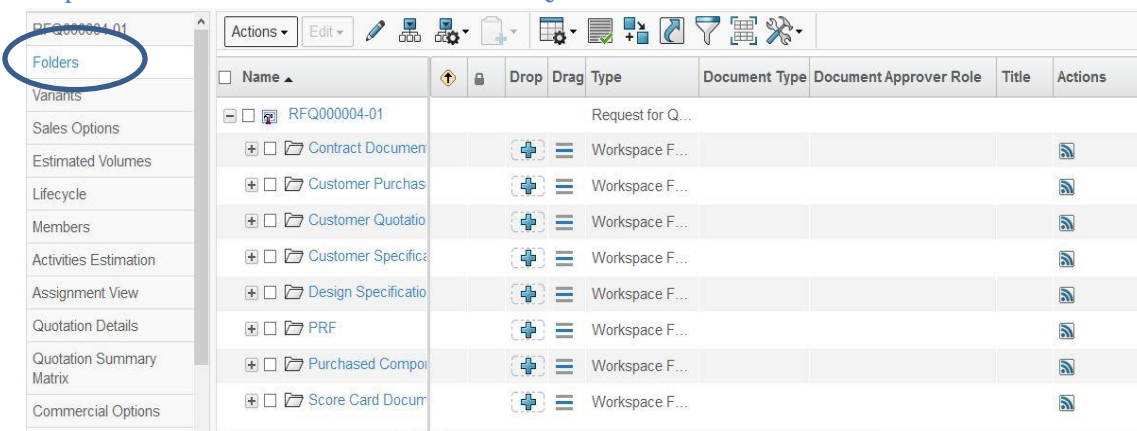 RFQ000004-01
Folders
Variants
Sales Options
Estimated Volumes
Lifecycle
Members
Activities Estimation
Assignment View
Quotation Details
Quotation Summary
Matrix
Commercial Options
Actions Edit
Name Drop Drag Type Document Type Document Approver Role Title Actions
RFQ000004-01 Request for Q...
Contract Documen Workspace F...
Customer Purchas Workspace F...
Customer Quotatio Workspace F...
Customer Specifica Workspace F...
Design Specificatio Workspace F...
PRF Workspace F...
Purchased Compo Workspace F...
Score Card Docum Workspace F...